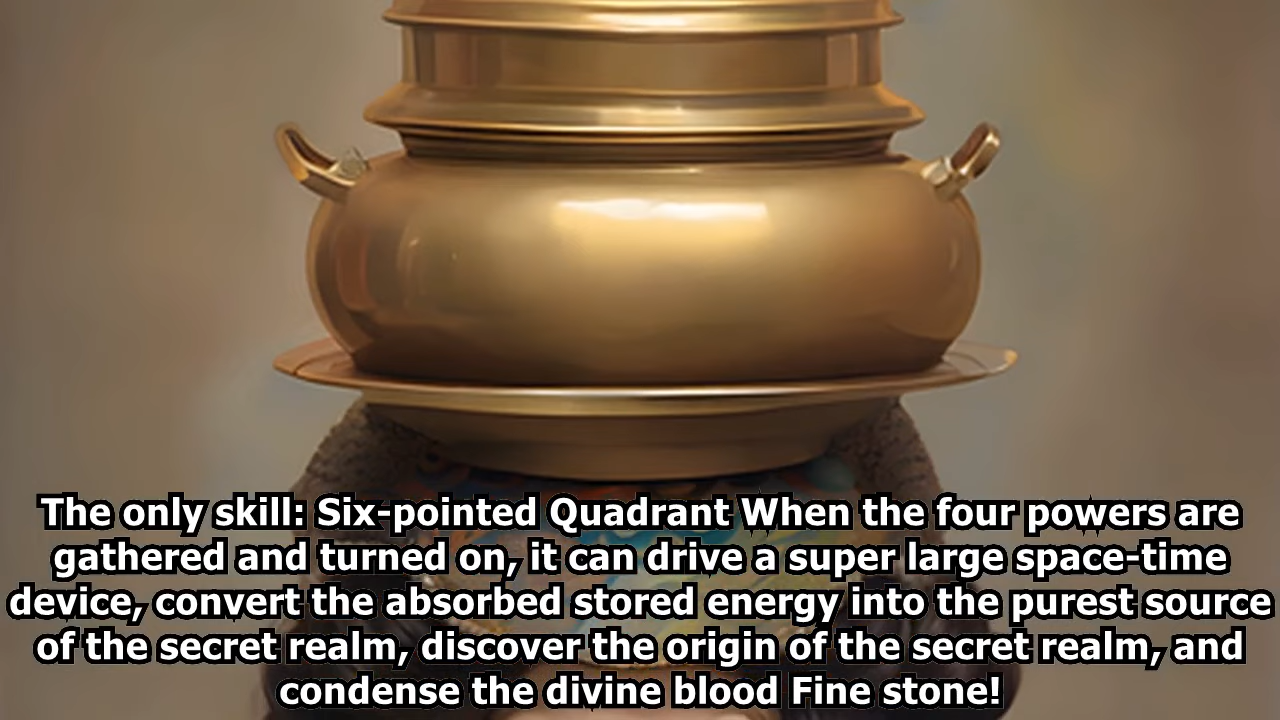 The only skill: Six-pointed Quadrant When the four powers are
gathered and turned on, it can drive a super large space-time
device, convert the absorbed stored energy into the purest source
of the secret realm, discover the origin of the secret realm, and
condense the divine blood Fine stone!